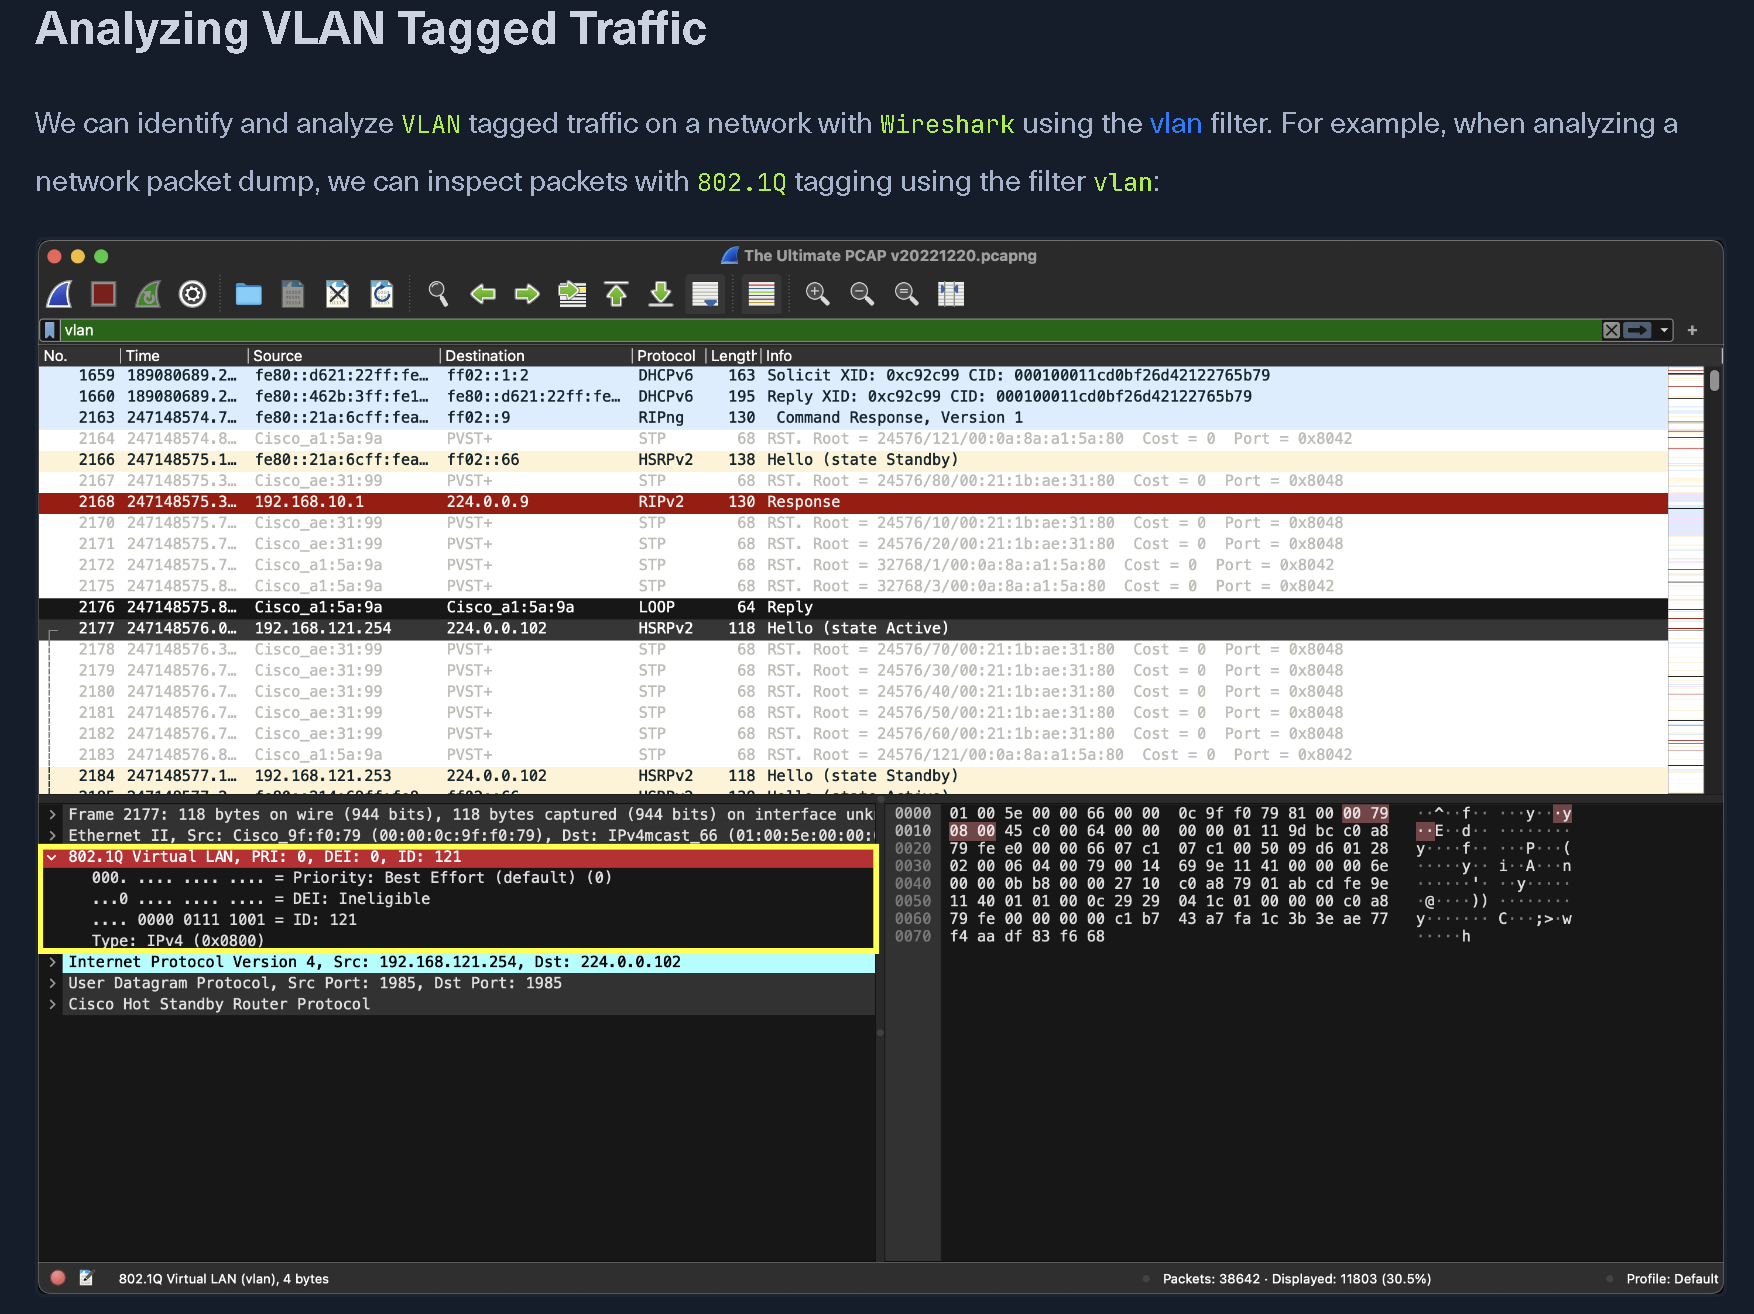 Analyzing VLAN Tagged Traffic
We can identify and analyze VLAN tagged traffic on a network with Wireshark using the vlan filter. For example, when analyzing a
network packet dump, we can inspect packets with 802.1Q tagging using the filter vlan:
The Ultimate PCAP v20221220.pcapng
vlan
No. Time Source Destination Protocol Length Info
1659 189080689.2… fe80::d621:22ff:fe… ff02::1:2 DHCPv6 163 Solicit XID: 0xc92c99 CID: 000100011cd0bf26d42122765b79
1660 189080689.2… fe80::462b:3ff:fe1… fe80::d621:22ff:fe… DHCPv6 195 Reply XID: 0xc92c99 CID: 000100011cd0bf26d42122765b79
2163 247148574.7… fe80::21a:6cff:fea… ff02::9 RIPng 130 Command Response, Version 1
2164 247148574.8… Cisco_a1:5a:9a PVST+ STP 68 RST. Root = 24576/121/00:0a:8a:a1:5a:80 Cost = 0 Port = 0x8042
2166 247148575.1… fe80::21a:6cff:fea… ff02::66 HSRPv2 138 Hello (state Standby)
2167 247148575.3… Cisco_ae:31:99 PVST+ STP 68 RST. Root = 24576/80/00:21:1b:ae:31:80 Cost = 0 Port = 0x8048
2168 247148575.3… 192.168.10.1 224.0.0.9 RIPv2 130 Response
2170 247148575.7… Cisco_ae:31:99 PVST+ STP 68 RST. Root = 24576/10/00:21:1b:ae:31:80 Cost = 0 Port = 0x8048
2171 247148575.7… Cisco_ae:31:99 PVST+ STP 68 RST. Root = 24576/20/00:21:1b:ae:31:80 Cost = 0 Port = 0x8048
2172 247148575.7… Cisco_a1:5a:9a PVST+ STP 68 RST. Root = 32768/1/00:0a:8a:a1:5a:80 Cost = 0 Port = 0x8042
2175 247148575.8… Cisco_a1:5a:9a PVST+ STP 68 RST. Root = 32768/3/00:0a:8a:a1:5a:80 Cost = 0 Port = 0x8042
2176 247148575.8… Cisco_a1:5a:9a Cisco_a1:5a:9a LOOP 64 Reply
2177 247148576.0… 192.168.121.254 224.0.0.102 HSRPv2 118 Hello (state Active)
2178 247148576.3… Cisco_ae:31:99 PVST+ STP 68 RST. Root = 24576/70/00:21:1b:ae:31:80 Cost = 0 Port = 0x8048
2179 247148576.7… Cisco_ae:31:99 PVST+ STP 68 RST. Root = 24576/30/00:21:1b:ae:31:80 Cost = 0 Port = 0x8048
2180 247148576.7… Cisco_ae:31:99 PVST+ STP 68 RST. Root = 24576/40/00:21:1b:ae:31:80 Cost = 0 Port = 0x8048
2181 247148576.7… Cisco_ae:31:99 PVST+ STP 68 RST. Root = 24576/50/00:21:1b:ae:31:80 Cost = 0 Port = 0x8048
2182 247148576.7… Cisco_ae:31:99 PVST+ STP 68 RST. Root = 24576/60/00:21:1b:ae:31:80 Cost = 0 Port = 0x8048
2183 247148576.8… Cisco_a1:5a:9a PVST+ STP 68 RST. Root = 24576/121/00:0a:8a:a1:5a:80 Cost = 0 Port = 0x8042
2184 247148577.1… 192.168.121.253 224.0.0.102 HSRPv2 118 Hello (state Standby)
Frame 2177: 118 bytes on wire (944 bits), 118 bytes captured (944 bits) on interface unk
Ethernet II, Src: Cisco_9f:f0:79 (00:00:0c:9f:f0:79), Dst: IPv4mcast_66 (01:00:5e:00:00:
802.1Q Virtual LAN, PRI: 0, DEI: 0, ID: 121
000. .... .... .... = Priority: Best Effort (default) (0)
...0 .... .... .... = DEI: Ineligible
.... 0000 0111 1001 = ID: 121
Type: IPv4 (0x0800)
Internet Protocol Version 4, Src: 192.168.121.254, Dst: 224.0.0.102
User Datagram Protocol, Src Port: 1985, Dst Port: 1985
Cisco Hot Standby Router Protocol
0000 01 00 5e 00 00 66 00 00 0c 9f f0 79 81 00 00 79 ··^··f·· ···y···y
0010 08 00 45 c0 00 64 00 00 00 00 01 11 9d bc c0 a8 ··E··d·· ········
0020 79 fe e0 00 00 66 07 c1 07 c1 00 50 09 d6 01 28 y····f·· ···P···(
0030 02 00 06 04 00 79 00 14 69 9e 11 41 00 00 00 6e ·····y·· i··A···n
0040 00 00 0b b8 00 00 27 10 c0 a8 79 01 ab cd fe 9e ······'· ··y·····
0050 11 40 01 01 00 0c 29 29 04 1c 01 00 00 00 c0 a8 ·@····)) ········
0060 79 fe 00 00 00 00 c1 b7 43 a7 fa 1c 3b 3e ae 77 y······· C···;>·w
0070 f4 aa df 83 f6 68 ·····h
802.1Q Virtual LAN (vlan), 4 bytes
Packets: 38642 · Displayed: 11803 (30.5%)
Profile: Default